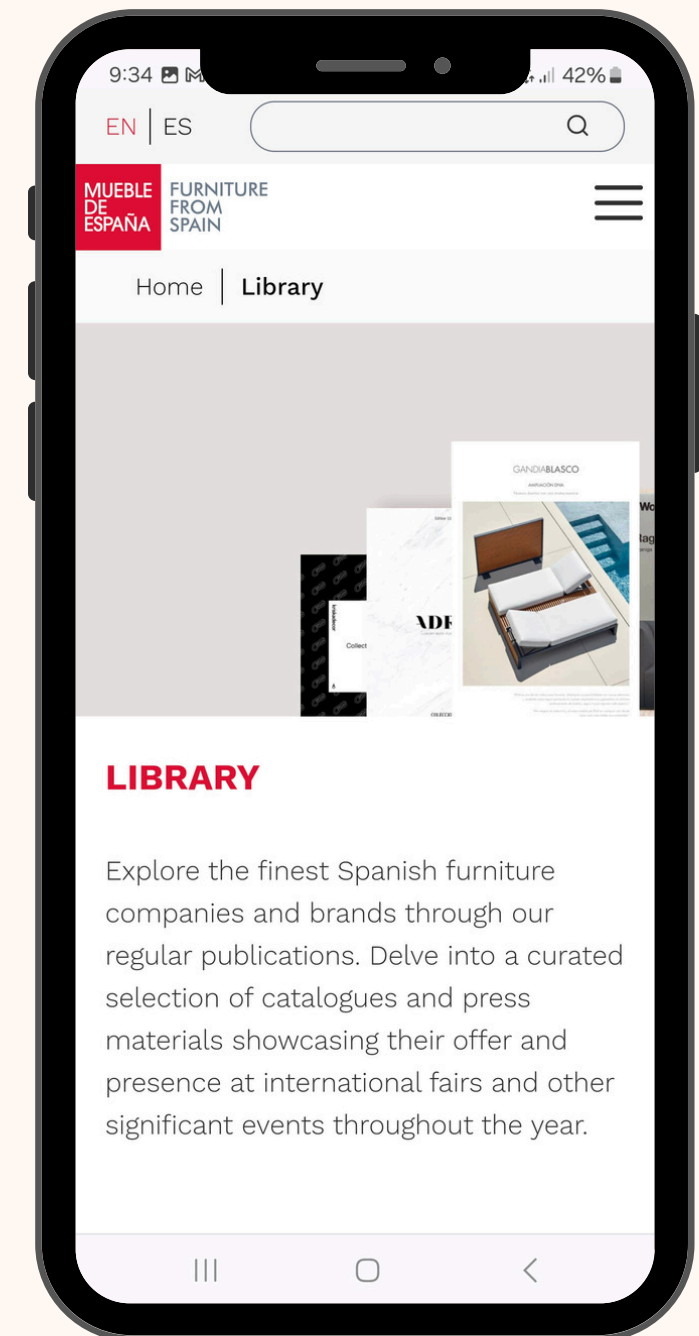 9:34
42%
EN
ES
MUEBLE
DE
ESPAÑA
FURNITURE
FROM
SPAIN
Home
Library
GANDIABLASCO
Collect
LIBRARY
Explore the finest Spanish furniture
companies and brands through our
regular publications. Delve into a curated
selection of catalogues and press
materials showcasing their offer and
presence at international fairs and other
significant events throughout the year.